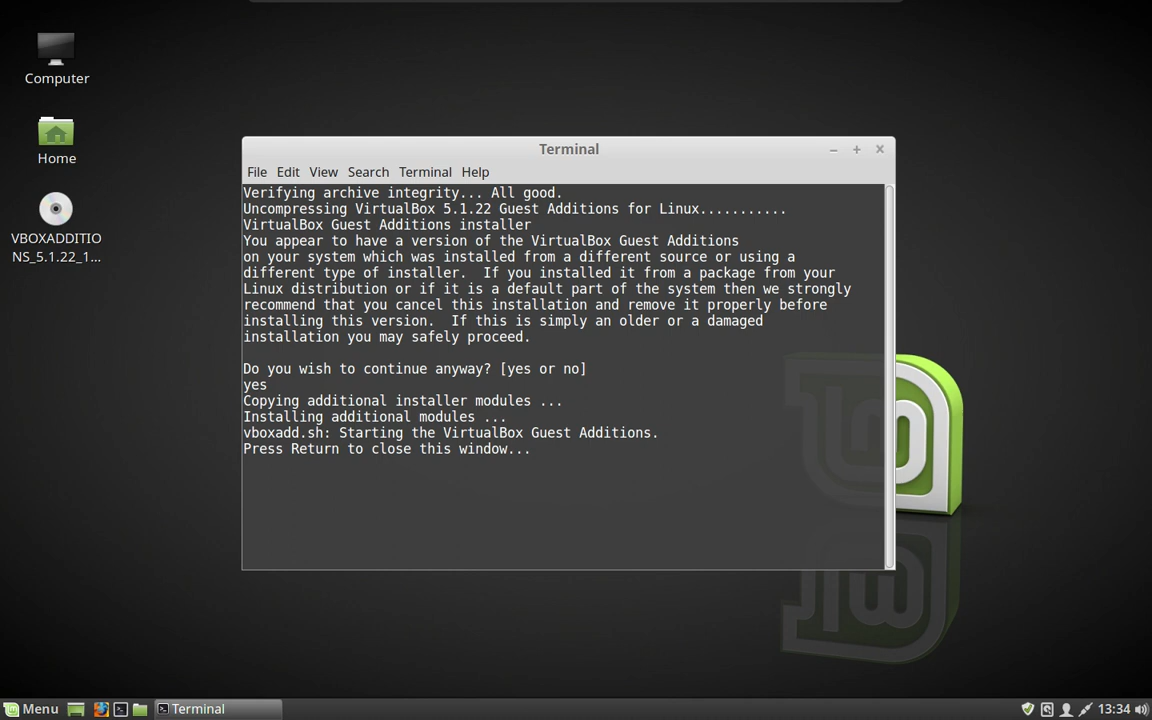 Computer
Home
VBOXADDITIO
NS_5.1.22_1...
Terminal
File Edit View Search Terminal Help
Verifying archive integrity... All good.
Uncompressing VirtualBox 5.1.22 Guest Additions for Linux...........
VirtualBox Guest Additions installer
You appear to have a version of the VirtualBox Guest Additions
on your system which was installed from a different source or using a
different type of installer.  If you installed it from a package from your
Linux distribution or if it is a default part of the system then we strongly
recommend that you cancel this installation and remove it properly before
installing this version.  If this is simply an older or a damaged
installation you may safely proceed.
Do you wish to continue anyway? [yes or no]
yes
Copying additional installer modules ...
Installing additional modules ...
vboxadd.sh: Starting the VirtualBox Guest Additions.
Press Return to close this window...
Menu Terminal 13:34